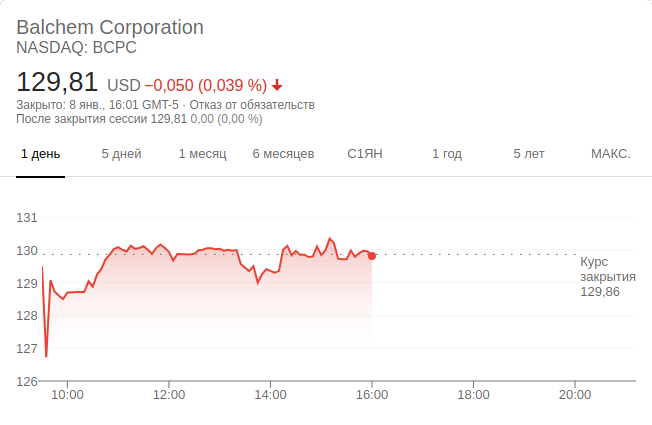 Balchem Corporation
NASDAQ: BCPC
129,81 USD −0,050 (0,039 %)
Закрыто: 8 янв., 16:01 GMT-5 · Отказ от обязательств
После закрытия сессии 129,81 0,00 (0,00 %)
1 день 5 дней 1 месяц 6 месяцев С1ЯН 1 год 5 лет МАКС.
131
130
129
128
127
126
Курс
закрытия
129,86
10:00 12:00 14:00 16:00 18:00 20:00